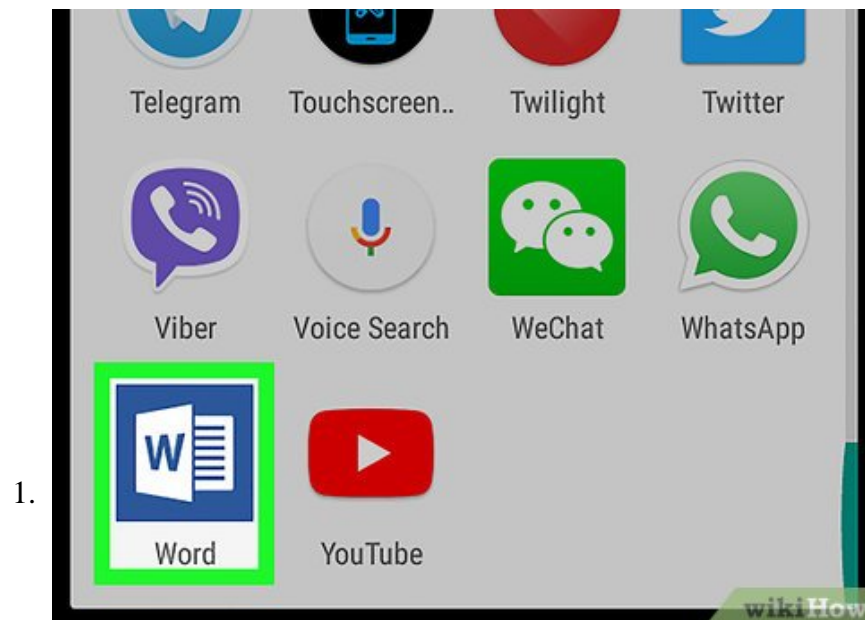 Telegram Touchscreen.. Twilight Twitter
Viber Voice Search WeChat WhatsApp
W
1.
Word YouTube
wikiHow